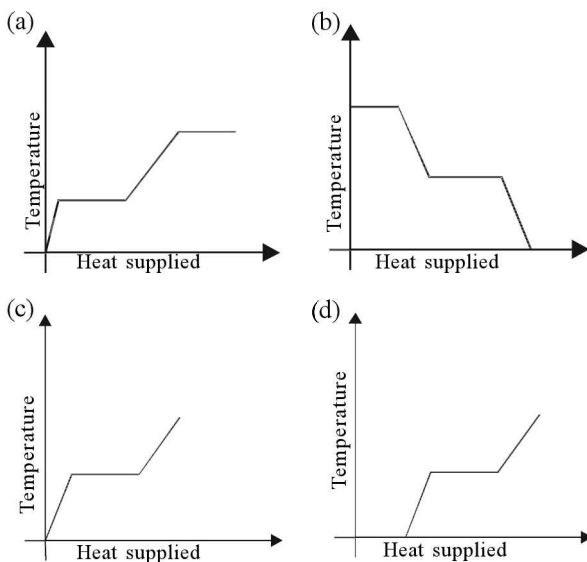 (a)
Temperature
Heat supplied
(b)
Temperature
Heat supplied
(c)
Temperature
Heat supplied
(d)
Temperature
Heat supplied